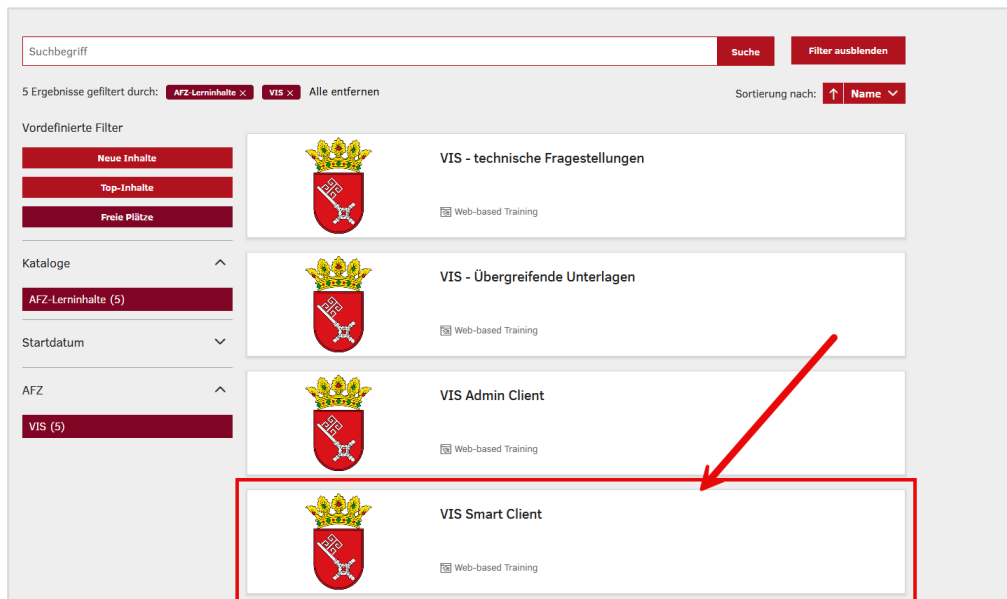 Suchbegriff
Suche
Filter ausblenden
5 Ergebnisse gefiltert durch: AFZ-Lerninhalte × VIS × Alle entfernen
Sortierung nach: ↑ Name
Vordefinierte Filter
Neue Inhalte
Top-Inhalte
Freie Plätze
Kataloge
AFZ-Lerninhalte (5)
Startdatum
AFZ
VIS (5)
VIS - technische Fragestellungen
Web-based Training
VIS - Übergreifende Unterlagen
Web-based Training
VIS Admin Client
Web-based Training
VIS Smart Client
Web-based Training